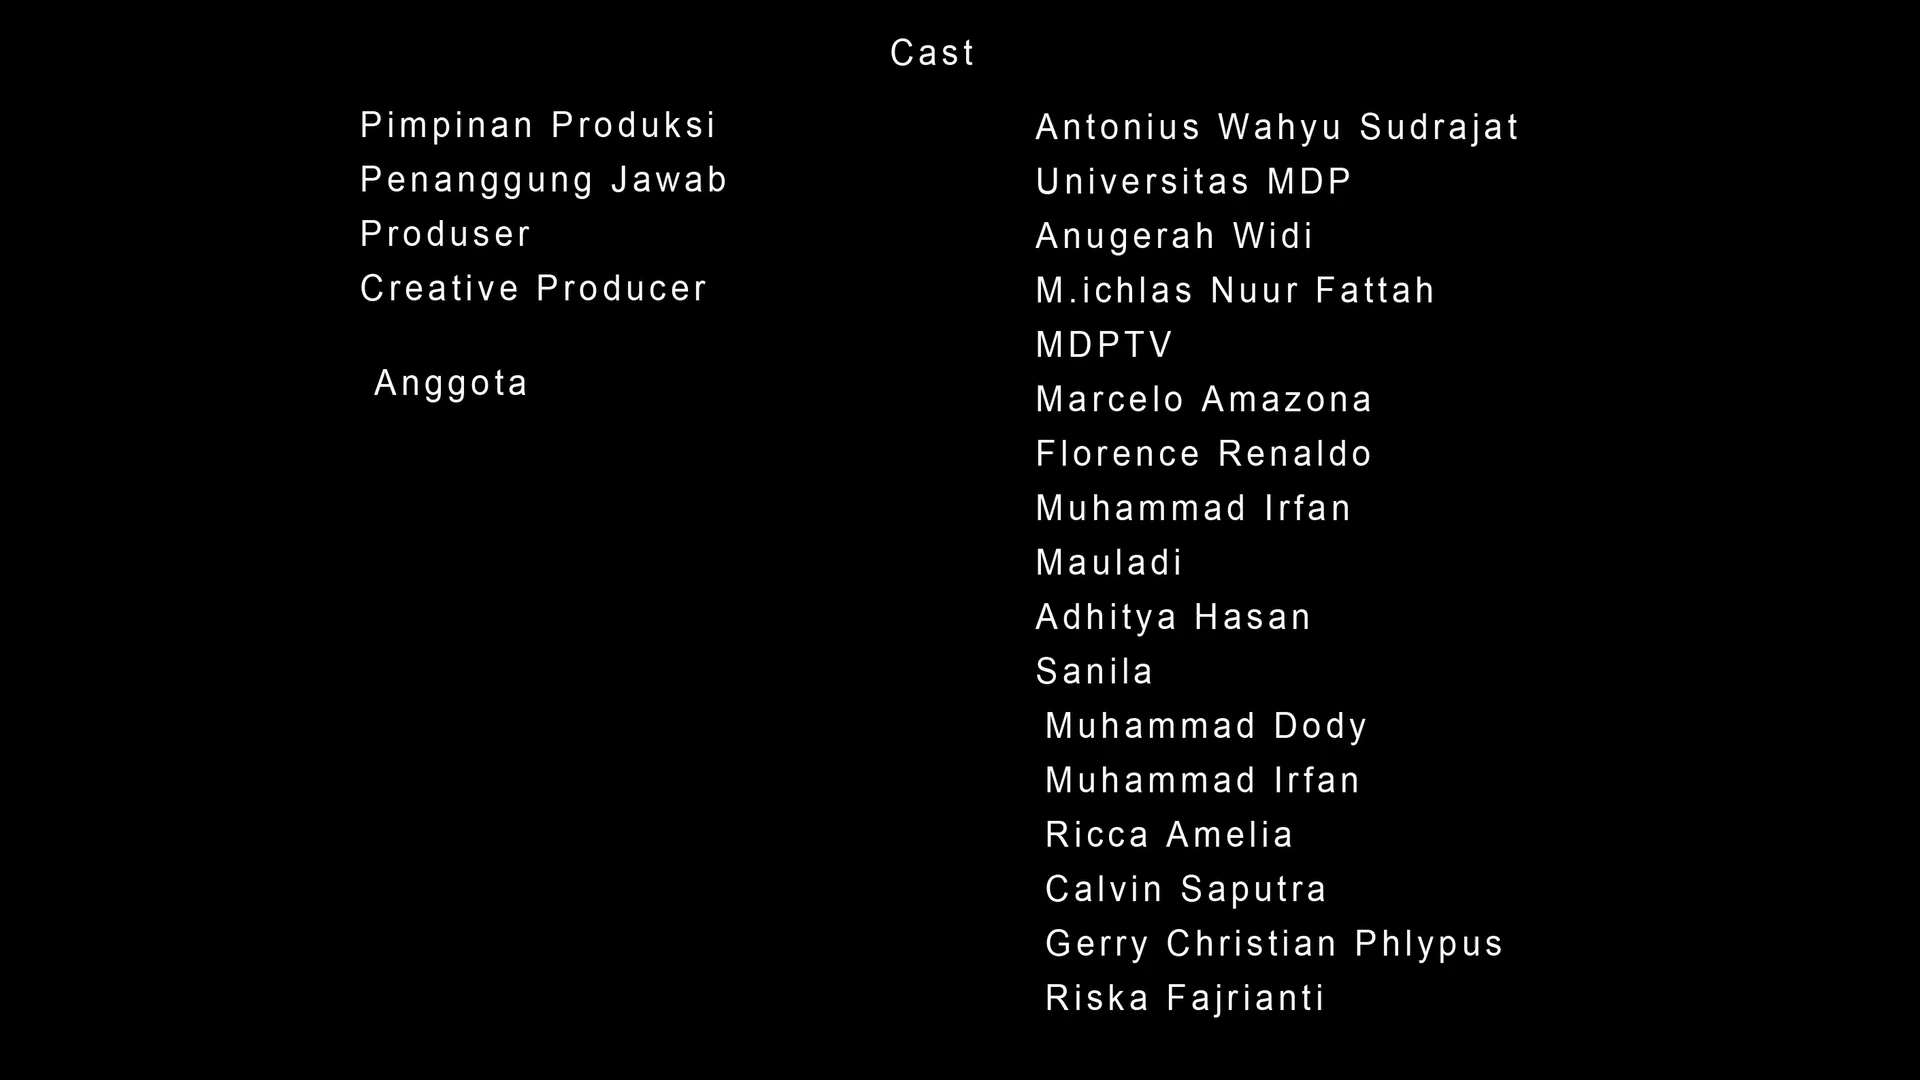 Cast
Pimpinan Produksi
Penanggung Jawab
Produser
Creative Producer
Anggota
Antonius Wahyu Sudrajat
Universitas MDP
Anugerah Widi
M.ichlas Nuur Fattah
MDPTV
Marcelo Amazona
Florence Renaldo
Muhammad Irfan
Mauladi
Adhitya Hasan
Sanila
Muhammad Dody
Muhammad Irfan
Ricca Amelia
Calvin Saputra
Gerry Christian Phlypus
Riska Fajrianti